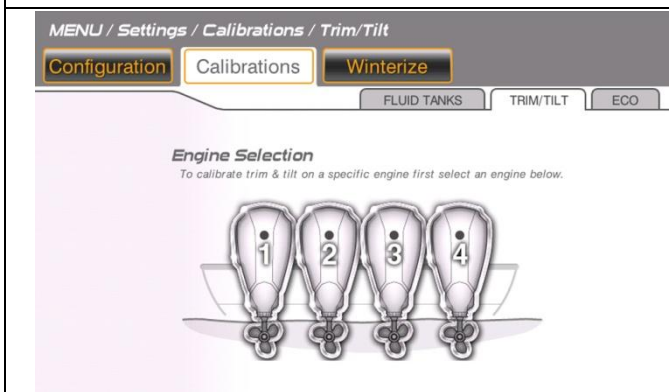 MENU / Settings / Calibrations / Trim/Tilt
Configuration Calibrations Winterize
FLUID TANKS TRIM/TILT ECO
Engine Selection
To calibrate trim & tilt on a specific engine first select an engine below.
1 2 3 4